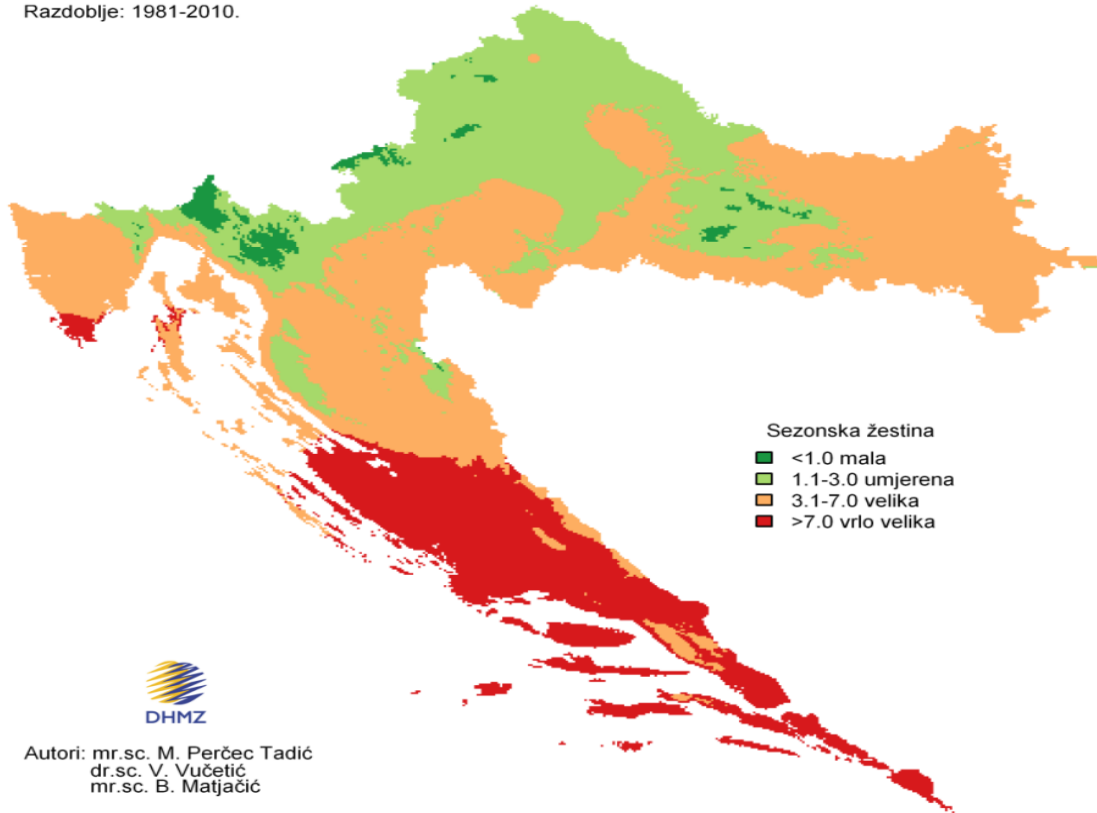 Razdoblje: 1981-2010.
Sezonska žestina
<1.0 mala
1.1-3.0 umjerena
3.1-7.0 velika
>7.0 vrlo velika
DHMZ
Autori: mr.sc. M. Perčec Tadić
dr.sc. V. Vučetić
mr.sc. B. Matjačić